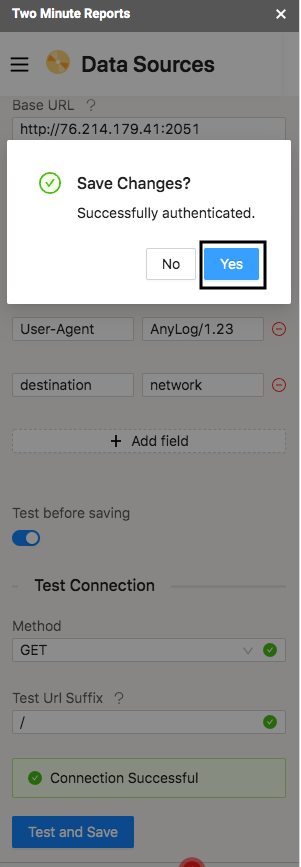 Two Minute Reports
Data Sources
Base URL
http://76.214.179.41:2051
Save Changes?
Successfully authenticated.
No Yes
User-Agent AnyLog/1.23
destination network
+ Add field
Test before saving
Test Connection
Method
GET
Test Url Suffix
/
Connection Successful
Test and Save